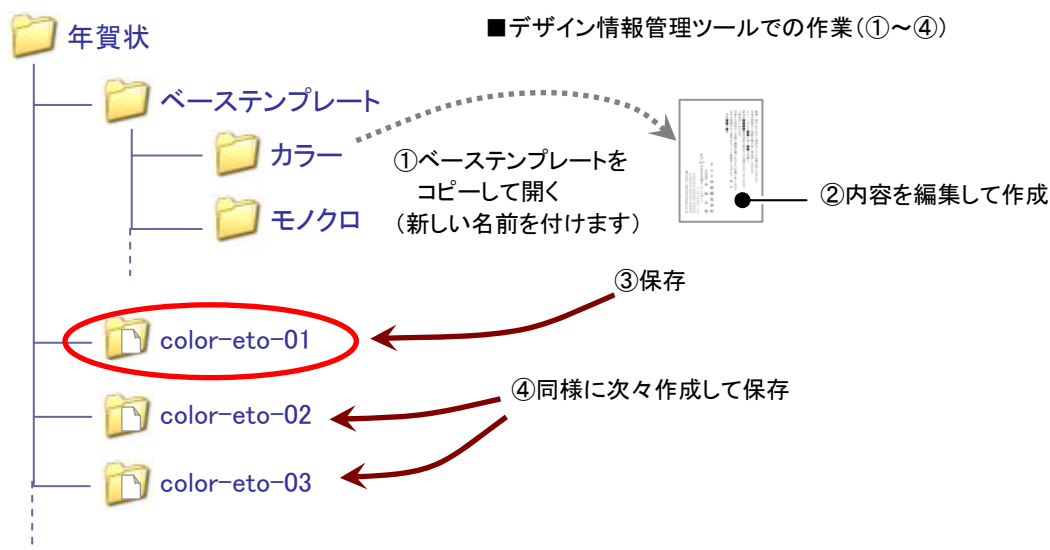 年賀状
■デザイン情報管理ツールでの作業(①～④)
ベーステンプレート
カラー
モノクロ
①ベーステンプレートを
コピーして開く
(新しい名前を付けます)
②内容を編集して作成
③保存
color-eto-01
④同様に次々作成して保存
color-eto-02
color-eto-03